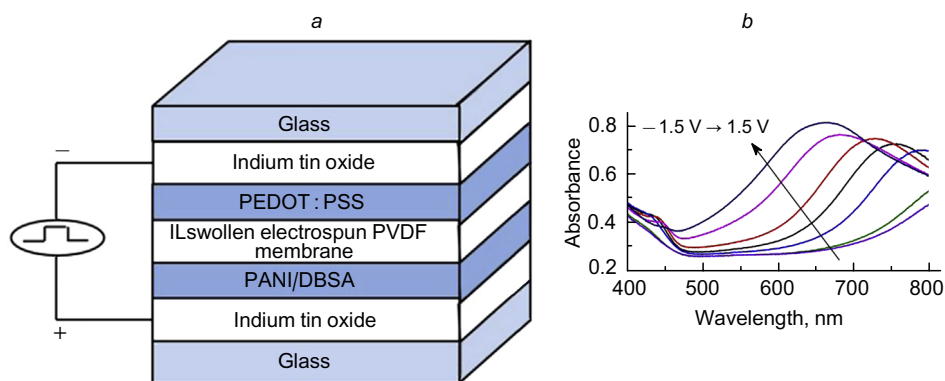 a
Glass
Indium tin oxide
PEDOT : PSS
ILswollen electrospun PVDF
membrane
PANI/DBSA
Indium tin oxide
Glass
−
+
b
Absorbance
0.8
0.6
0.4
0.2
− 1.5 V → 1.5 V
400
500
600
700
800
Wavelength, nm